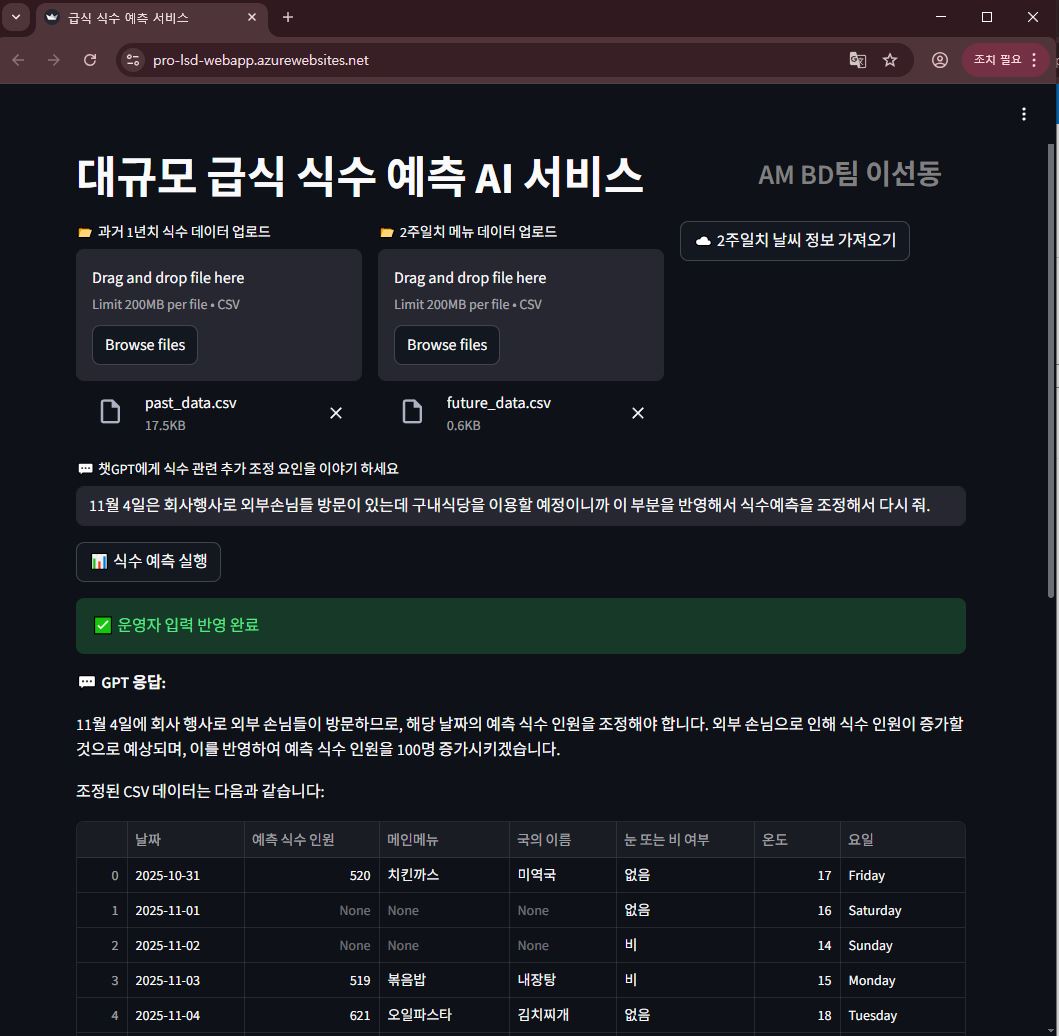 급식 식수 예측 서비스
pro-lsd-webapp.azurewebsites.net
조치 필요
대규모 급식 식수 예측 AI 서비스
AM BD팀 이선동
과거 1년치 식수 데이터 업로드
2주일치 메뉴 데이터 업로드
2주일치 날씨 정보 가져오기
Drag and drop file here
Limit 200MB per file • CSV
Browse files
Drag and drop file here
Limit 200MB per file • CSV
Browse files
past_data.csv
17.5KB
future_data.csv
0.6KB
챗GPT에게 식수 관련 추가 조정 요인을 이야기 하세요
11월 4일은 회사행사로 외부손님들 방문이 있는데 구내식당을 이용할 예정이니까 이 부분을 반영해서 식수예측을 조정해서 다시 줘.
식수 예측 실행
운영자 입력 반영 완료
GPT 응답:
11월 4일에 회사 행사로 외부 손님들이 방문하므로, 해당 날짜의 예측 식수 인원을 조정해야 합니다. 외부 손님으로 인해 식수 인원이 증가할
것으로 예상되며, 이를 반영하여 예측 식수 인원을 100명 증가시키겠습니다.
조정된 CSV 데이터는 다음과 같습니다:
날짜 예측 식수 인원 메인메뉴 국의 이름 눈 또는 비 여부 온도 요일
0 2025-10-31 520 치킨까스 미역국 없음 17 Friday
1 2025-11-01 None None None 없음 16 Saturday
2 2025-11-02 None None None 비 14 Sunday
3 2025-11-03 519 볶음밥 내장탕 비 15 Monday
4 2025-11-04 621 오일파스타 김치찌개 없음 18 Tuesday